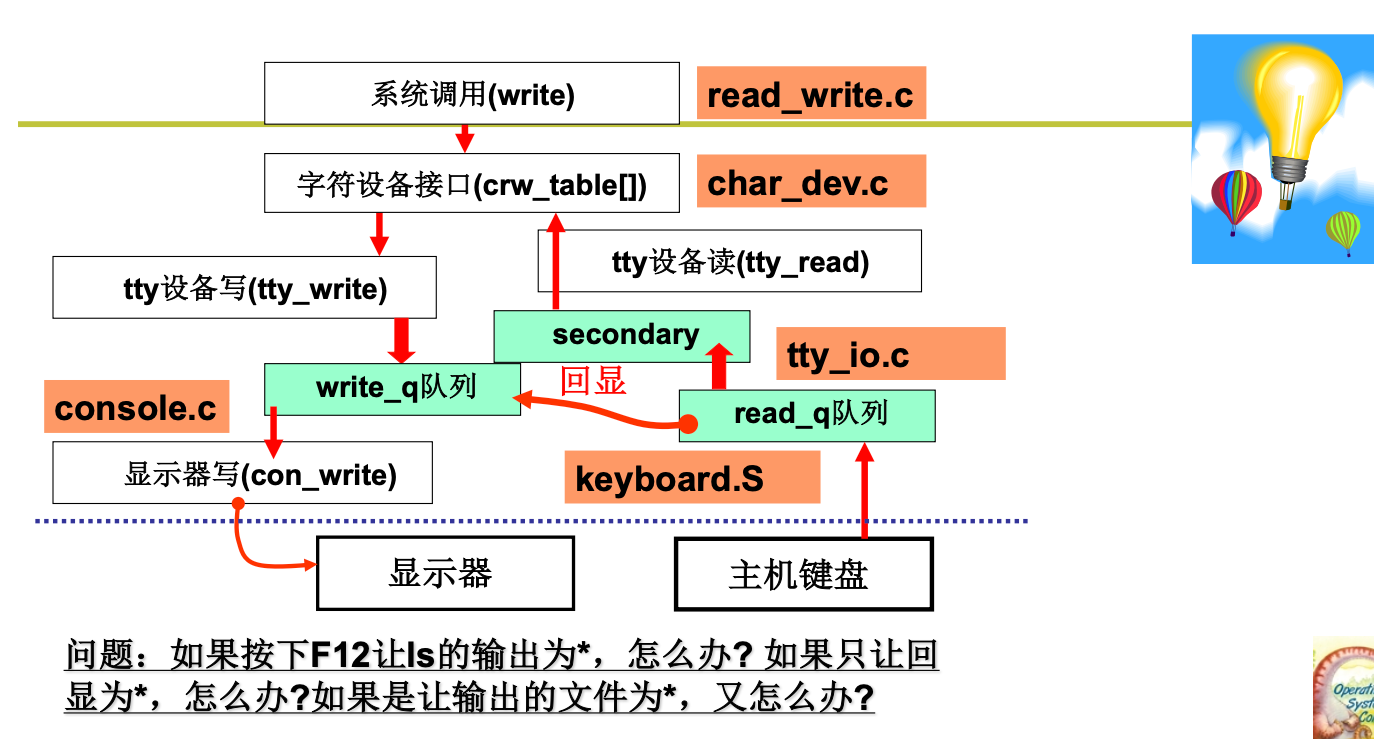 系统调用(write)
read_write.c
字符设备接口(crw_table[])
char_dev.c
tty设备读(tty_read)
tty设备写(tty_write)
secondary
tty_io.c
write_q队列
回显
console.c
read_q队列
显示器写(con_write)
keyboard.S
显示器
主机键盘
问题：如果按下F12让ls的输出为*，怎么办? 如果只让回
显为*，怎么办?如果是让输出的文件为*，又怎么办?